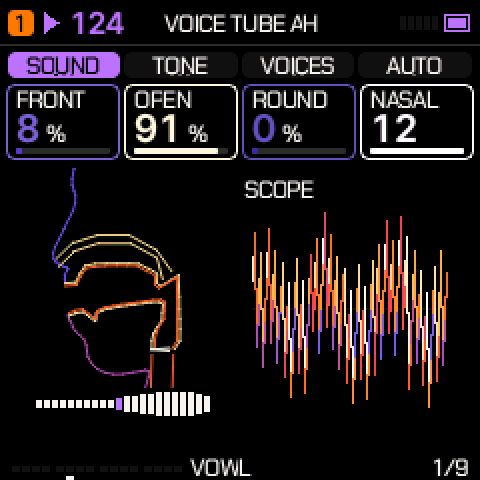 1 124 VOICE TUBE AH
SOUND TONE VOICES AUTO
FRONT OPEN ROUND NASAL
8 % 91 % 0 % 12
SCOPE
VOWL 1/9